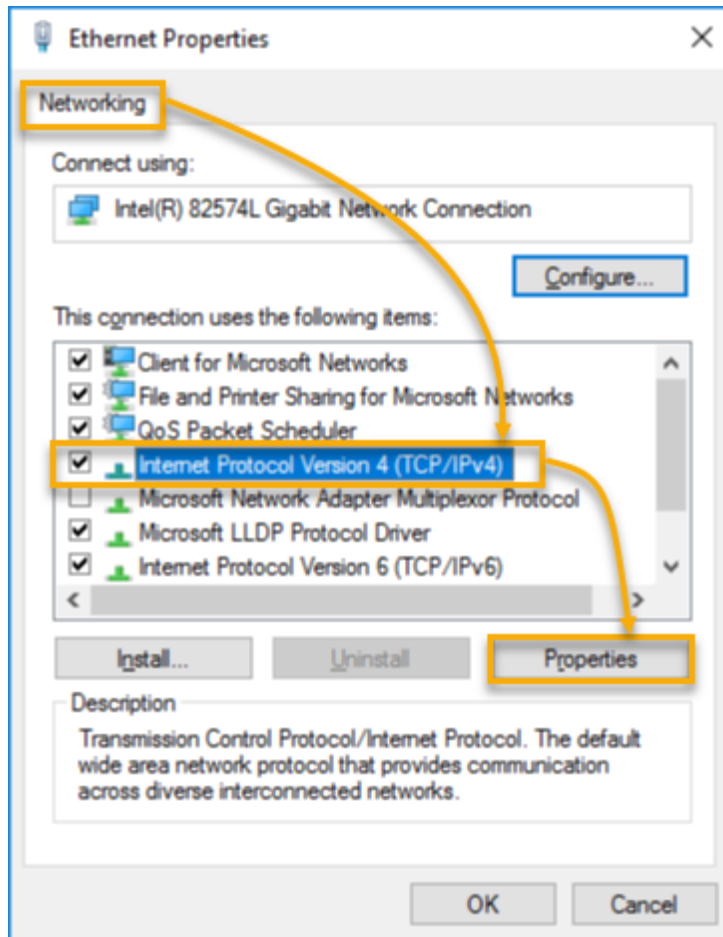 Ethernet Properties
Networking
Connect using:
Intel(R) 82574L Gigabit Network Connection
Configure...
This connection uses the following items:
Client for Microsoft Networks
File and Printer Sharing for Microsoft Networks
QoS Packet Scheduler
Internet Protocol Version 4 (TCP/IPv4)
Microsoft Network Adapter Multiplexor Protocol
Microsoft LLDP Protocol Driver
Internet Protocol Version 6 (TCP/IPv6)
Install...
Uninstall
Properties
Description
Transmission Control Protocol/Internet Protocol. The default
wide area network protocol that provides communication
across diverse interconnected networks.
OK
Cancel